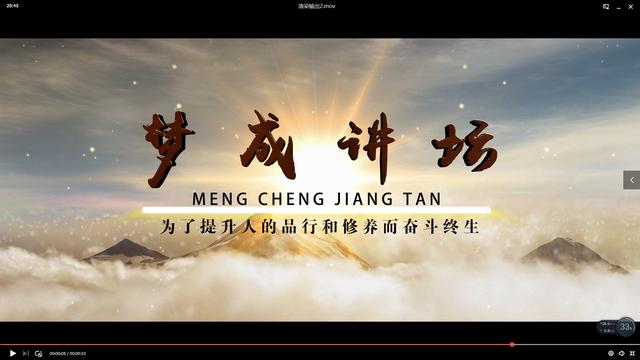 20:45
渲染输出2.mov
梦成讲坛
MENG CHENG JIANG TAN
为了提升人的品行和修养而奋斗终生
33%
00:00:08 / 00:00:10